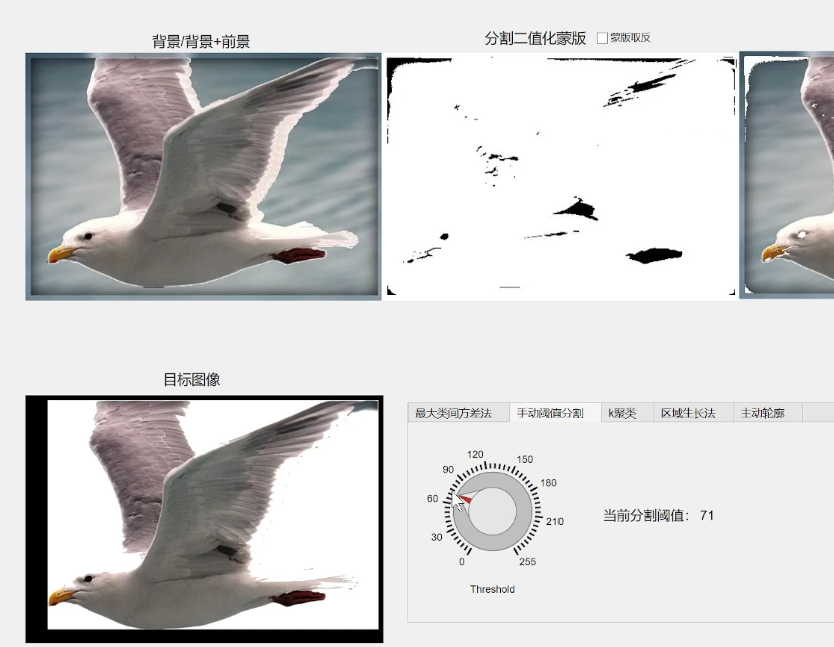 背景/背景+前景
分割二值化蒙版
蒙版取反
目标图像
最大类间方差法
手动阈值分割
k聚类
区域生长法
主动轮廓
0
30
60
90
120
150
180
210
255
当前分割阈值： 71
Threshold